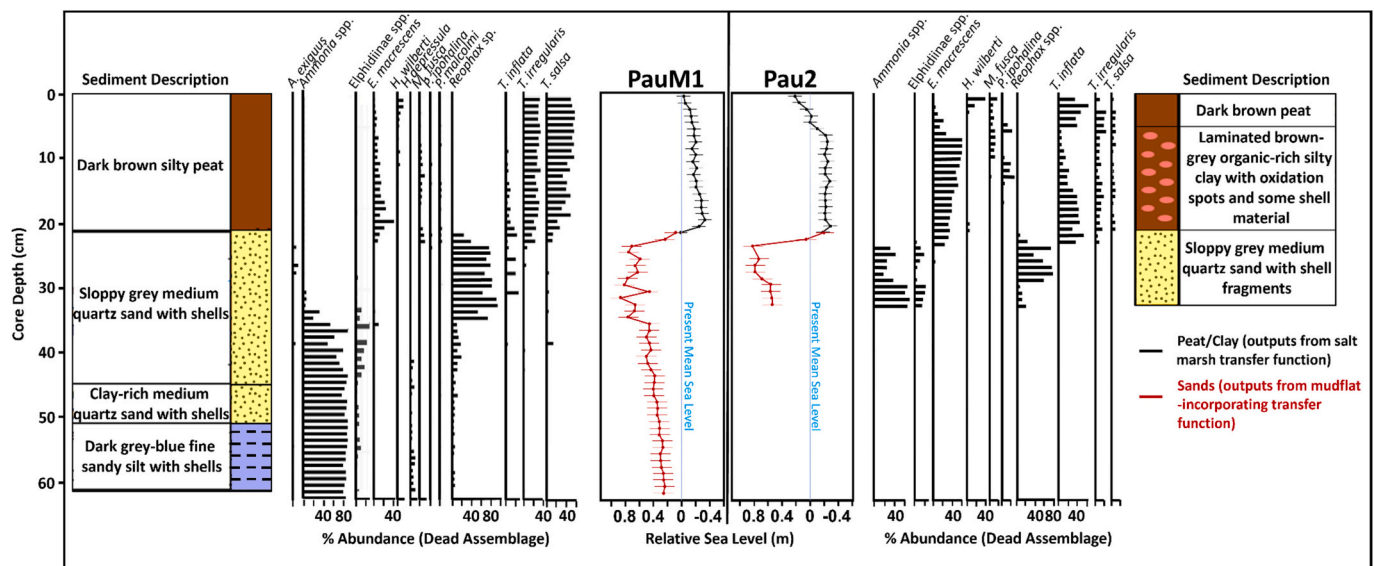 A. exiguus
Ammonia spp.
Elphidiinae spp.
E. macrescens
H. wilberti
H. depressula
M. fusca
P. ipohalina
P. malcolmi
Reophax sp.
T. inflata
T. irregularis
T. salsa
Ammonia spp.
Elphidiinae spp.
E. macrescens
H. wilberti
M. fusca
P. ipohalina
Reophax spp.
T. inflata
T. irregularis
T. salsa
Sediment Description
PauM1
Pau2
Sediment Description
Core Depth (cm)
0
10
20
30
40
50
60
Dark brown silty peat
Sloppy grey medium
quartz sand with shells
Clay-rich medium
quartz sand with shells
Dark grey-blue fine
sandy silt with shells
Present Mean Sea Level
Present Mean Sea Level
Dark brown peat
Laminated brown-
grey organic-rich silty
clay with oxidation
spots and some shell
material
Sloppy grey medium
quartz sand with shell
fragments
Peat/Clay (outputs from salt
marsh transfer function)
Sands (outputs from mudflat
-incorporating transfer
function)
40 80
40
40 80
40
40
0.8 0.4 0 -0.4
0.8 0.4 0 -0.4
40
40
40 80
40
% Abundance (Dead Assemblage)
Relative Sea Level (m)
% Abundance (Dead Assemblage)